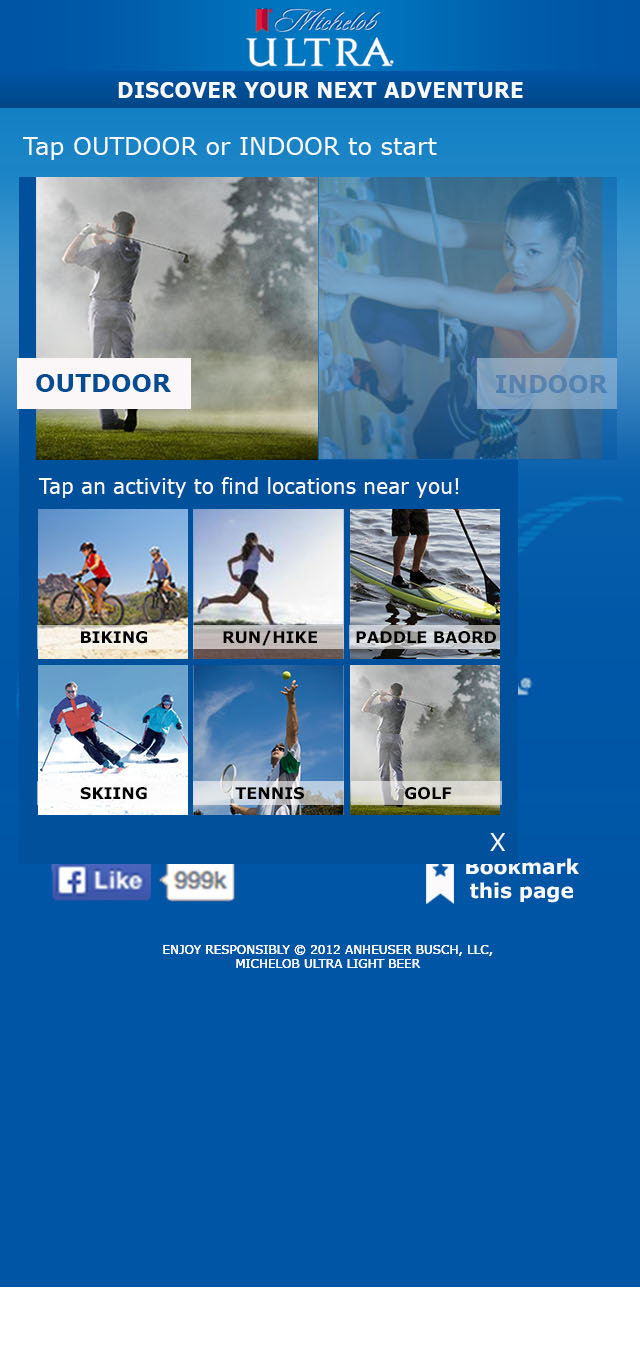 Michelob
ULTRA
DISCOVER YOUR NEXT ADVENTURE
Tap OUTDOOR or INDOOR to start
OUTDOOR
INDOOR
Tap an activity to find locations near you!
BIKING
RUN/HIKE
PADDLE BAORD
SKIING
TENNIS
GOLF
X
Like
999k
Bookmark
this page
ENJOY RESPONSIBLY © 2012 ANHEUSER BUSCH, LLC,
MICHELOB ULTRA LIGHT BEER